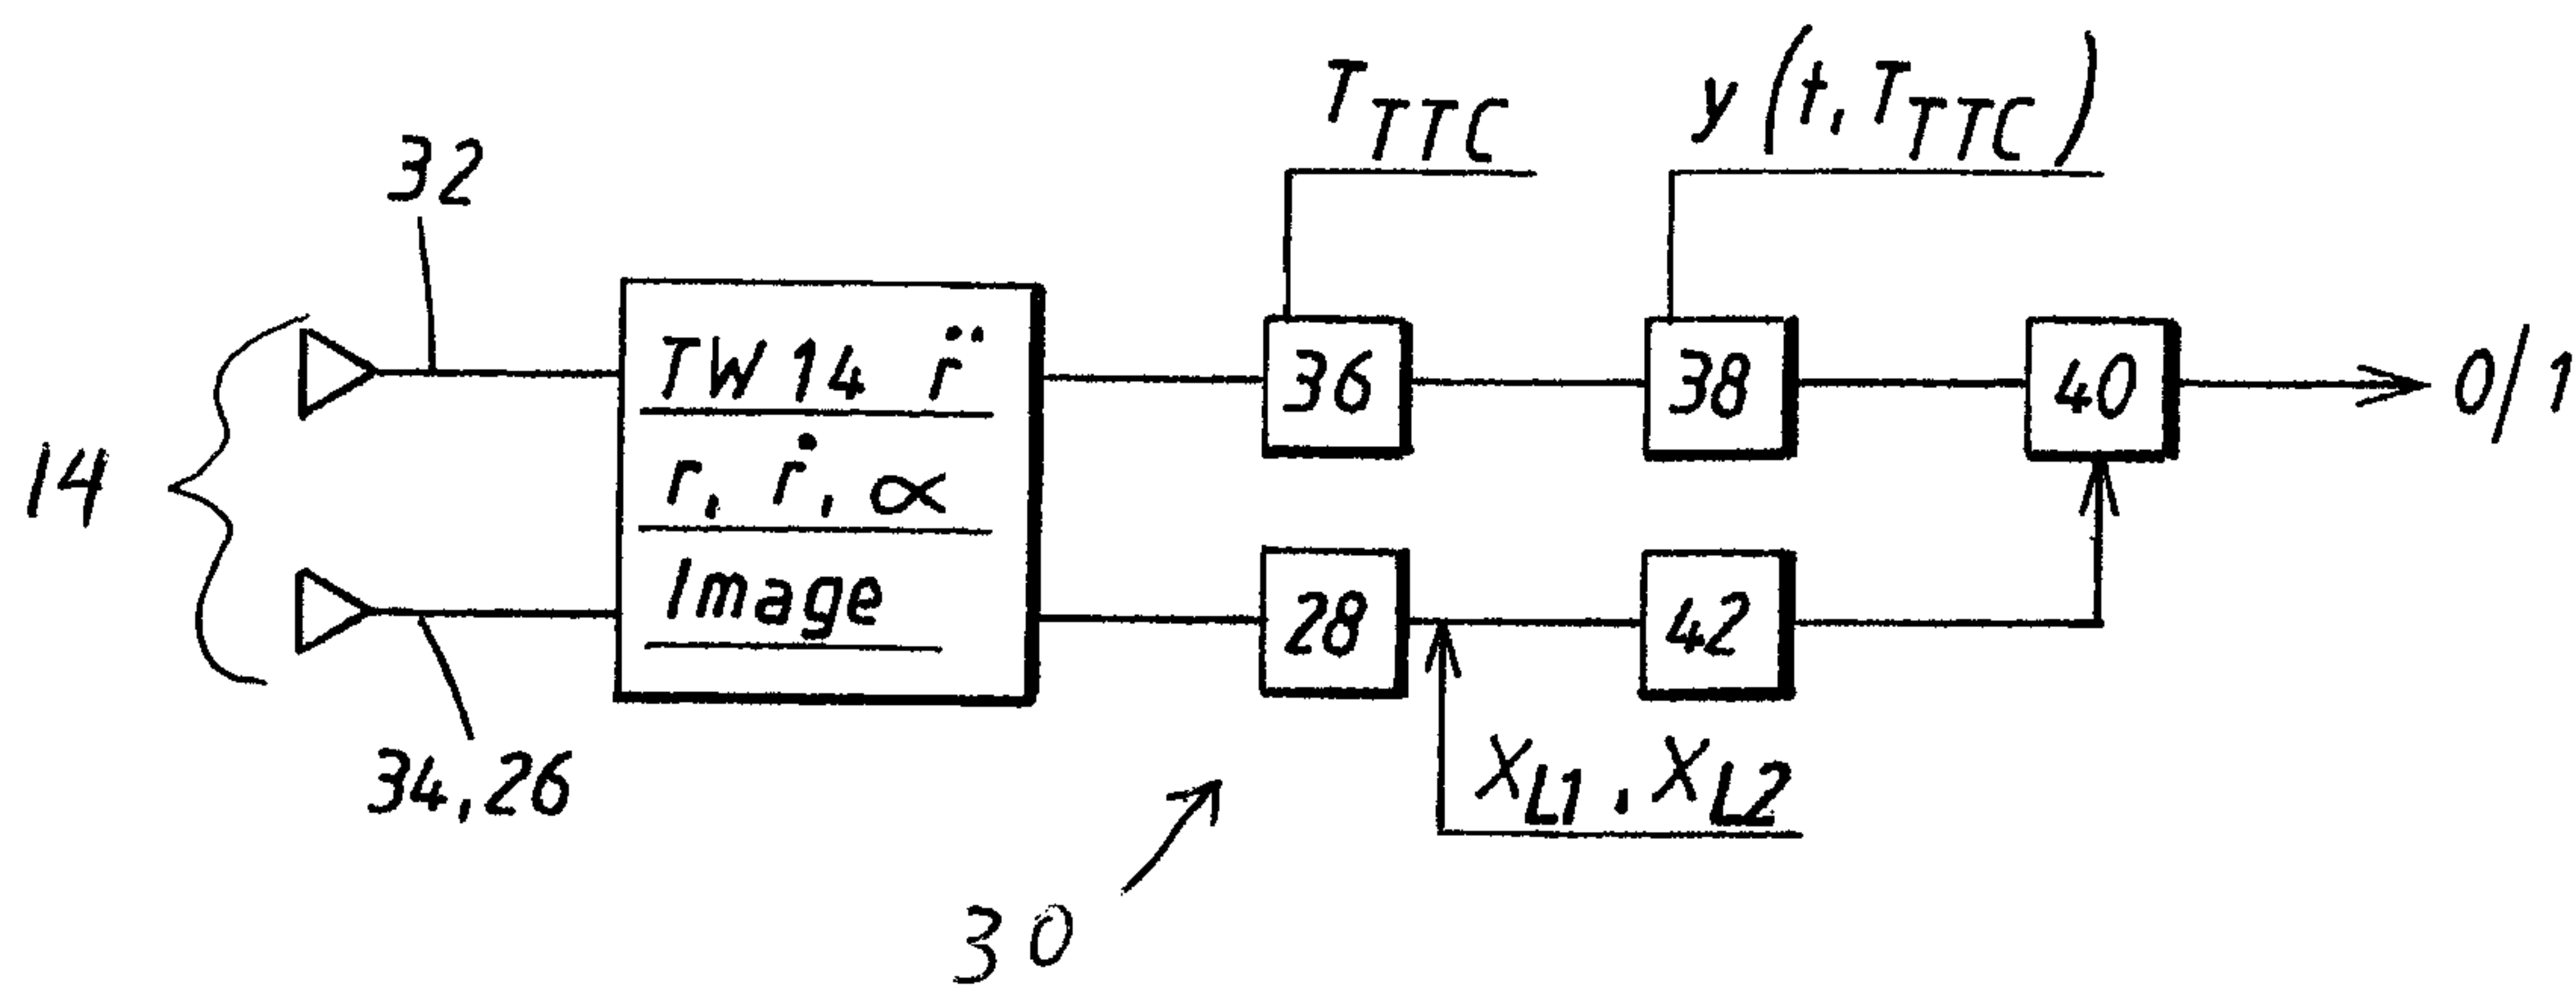 T_TTC
y(t, T_TTC)
32
TW 14 r̈
r, ṙ, α
Image
36
38
40
0/1
14
28
42
34,26
X_L1, X_L2
30